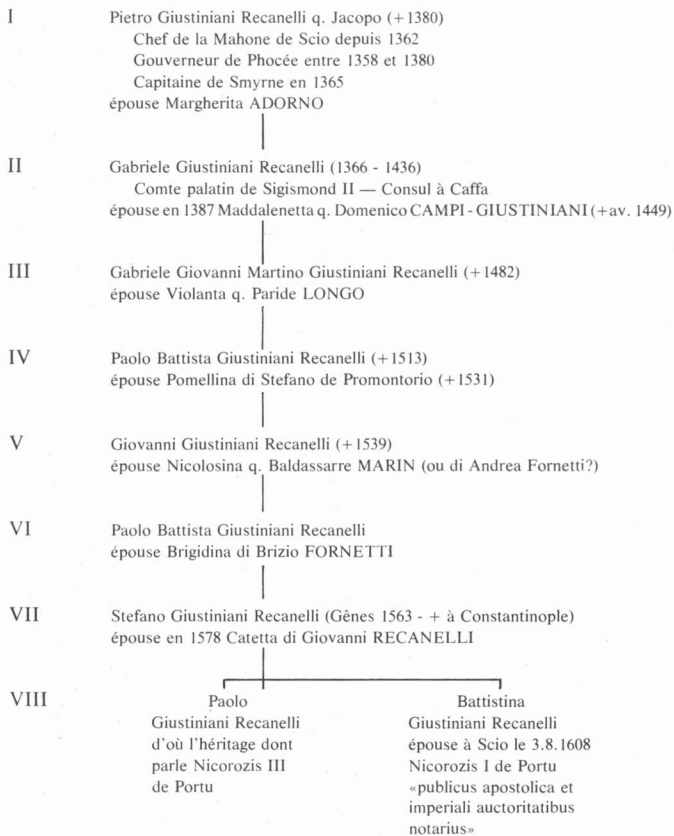 I Pietro Giustiniani Recanelli q. Jacopo (+1380)
Chef de la Mahone de Scio depuis 1362
Gouverneur de Phocée entre 1358 et 1380
Capitaine de Smyrne en 1365
épouse Margherita ADORNO
II Gabriele Giustiniani Recanelli (1366 - 1436)
Comte palatin de Sigismond II — Consul à Caffa
épouse en 1387 Maddalenetta q. Domenico CAMPI - GIUSTINIANI (+av. 1449)
III Gabriele Giovanni Martino Giustiniani Recanelli (+1482)
épouse Violanta q. Paride LONGO
IV Paolo Battista Giustiniani Recanelli (+1513)
épouse Pomellina di Stefano de Promontorio (+1531)
V Giovanni Giustiniani Recanelli (+1539)
épouse Nicolosina q. Baldassarre MARIN (ou di Andrea Fornetti?)
VI Paolo Battista Giustiniani Recanelli
épouse Brigidina di Brizio FORNETTI
VII Stefano Giustiniani Recanelli (Gênes 1563 - + à Constantinople)
épouse en 1578 Catetta di Giovanni RECANELLI
VIII Paolo
Giustiniani Recanelli
d'où l'héritage dont
parle Nicorozis III
de Portu
Battistina
Giustiniani Recanelli
épouse à Scio le 3.8.1608
Nicorozis I de Portu
«publicus apostolica et
imperiali auctoritatibus
notarius»